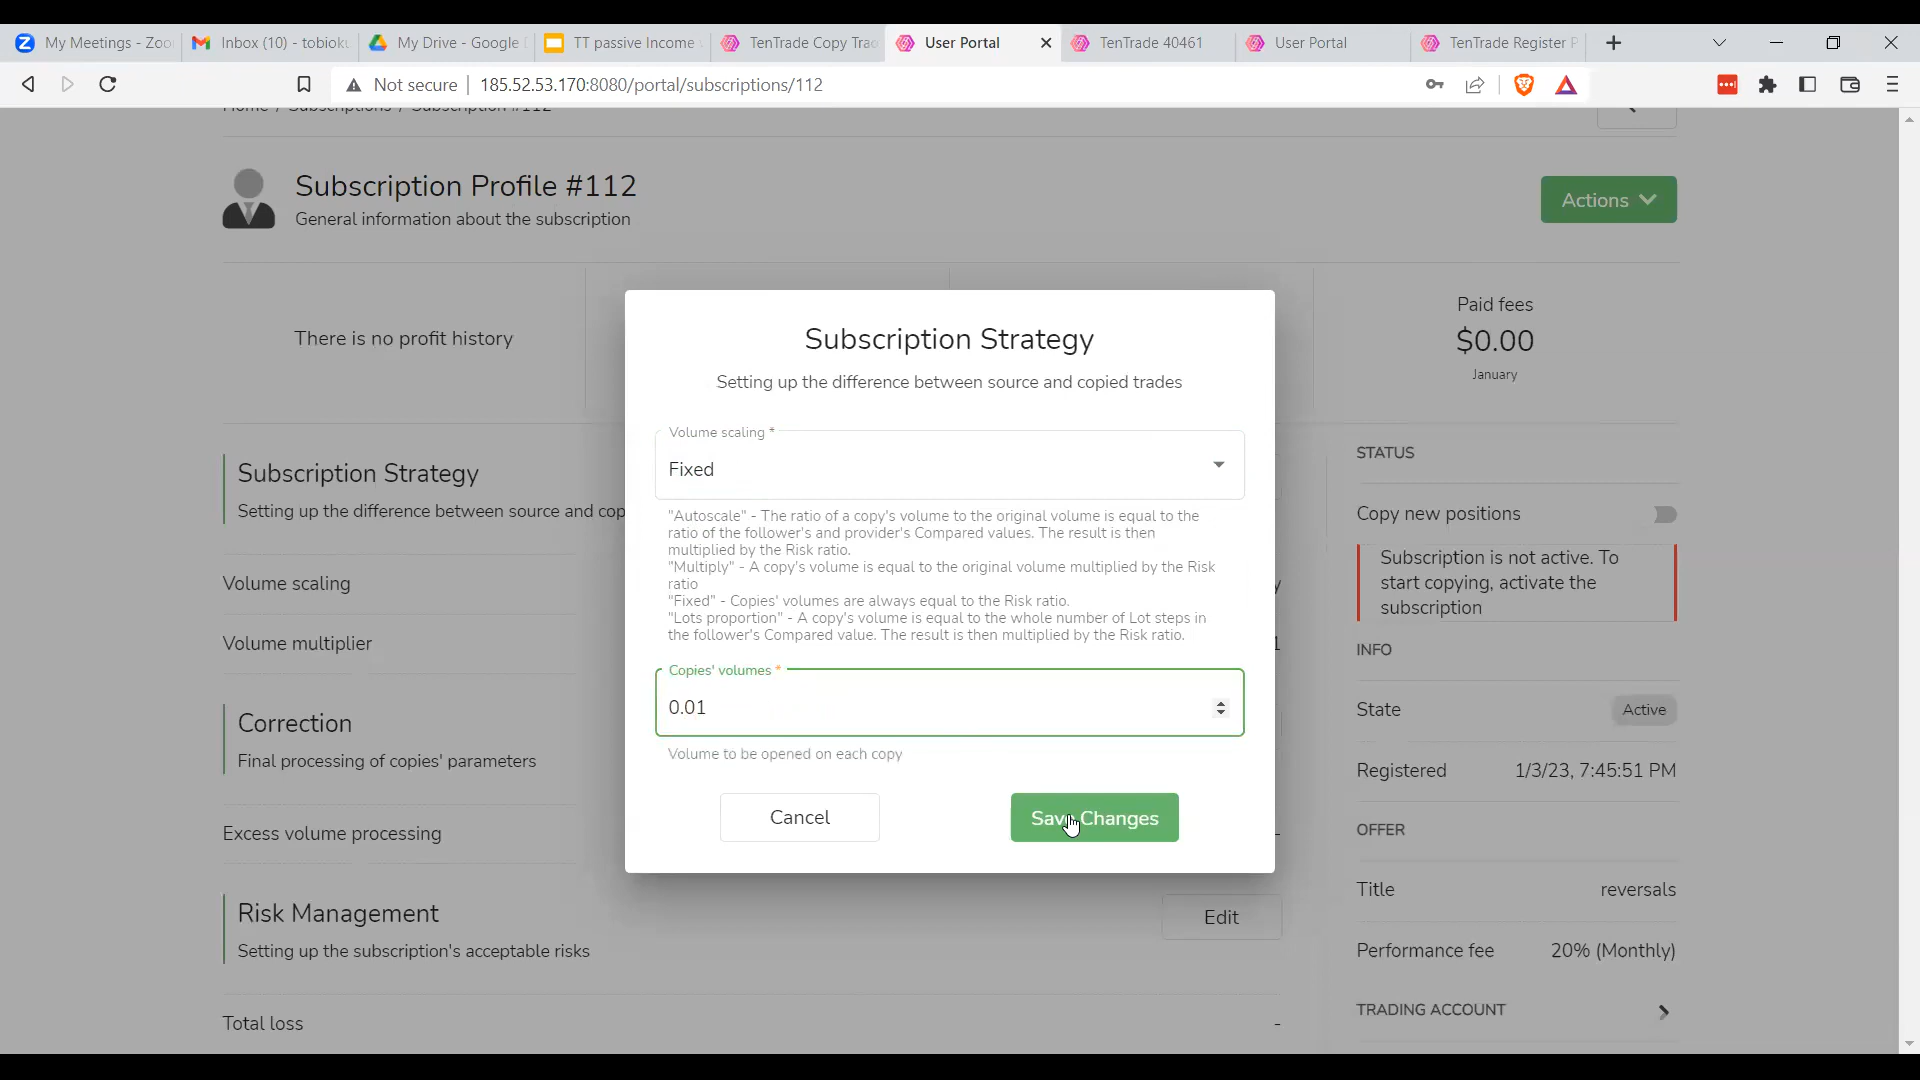 My Meetings - Zoo
Inbox (10) - tobioku
My Drive - Google D
TT passive Income
TenTrade Copy Trad
User Portal
TenTrade 40461
User Portal
TenTrade Register P
Not secure
185.52.53.170:8080/portal/subscriptions/112
Home / Subscriptions / Subscription #112
Subscription Profile #112
General information about the subscription
Actions
There is no profit history
Paid fees
$0.00
January
Subscription Strategy
Setting up the difference between source and copied trades
Volume scaling *
Fixed
"Autoscale" - The ratio of a copy's volume to the original volume is equal to the
ratio of the follower's and provider's Compared values. The result is then
multiplied by the Risk ratio.
"Multiply" - A copy's volume is equal to the original volume multiplied by the Risk
ratio
"Fixed" - Copies' volumes are always equal to the Risk ratio.
"Lots proportion" - A copy's volume is equal to the whole number of Lot steps in
the follower's Compared value. The result is then multiplied by the Risk ratio.
Copies' volumes *
0.01
Volume to be opened on each copy
Cancel
Save Changes
Subscription Strategy
Setting up the difference between source and cop
Volume scaling
y
Volume multiplier
1
Correction
Final processing of copies' parameters
Excess volume processing
-
Risk Management
Edit
Setting up the subscription's acceptable risks
Total loss
-
STATUS
Copy new positions
Subscription is not active. To
start copying, activate the
subscription
INFO
State
Active
Registered
1/3/23, 7:45:51 PM
OFFER
Title
reversals
Performance fee
20% (Monthly)
TRADING ACCOUNT